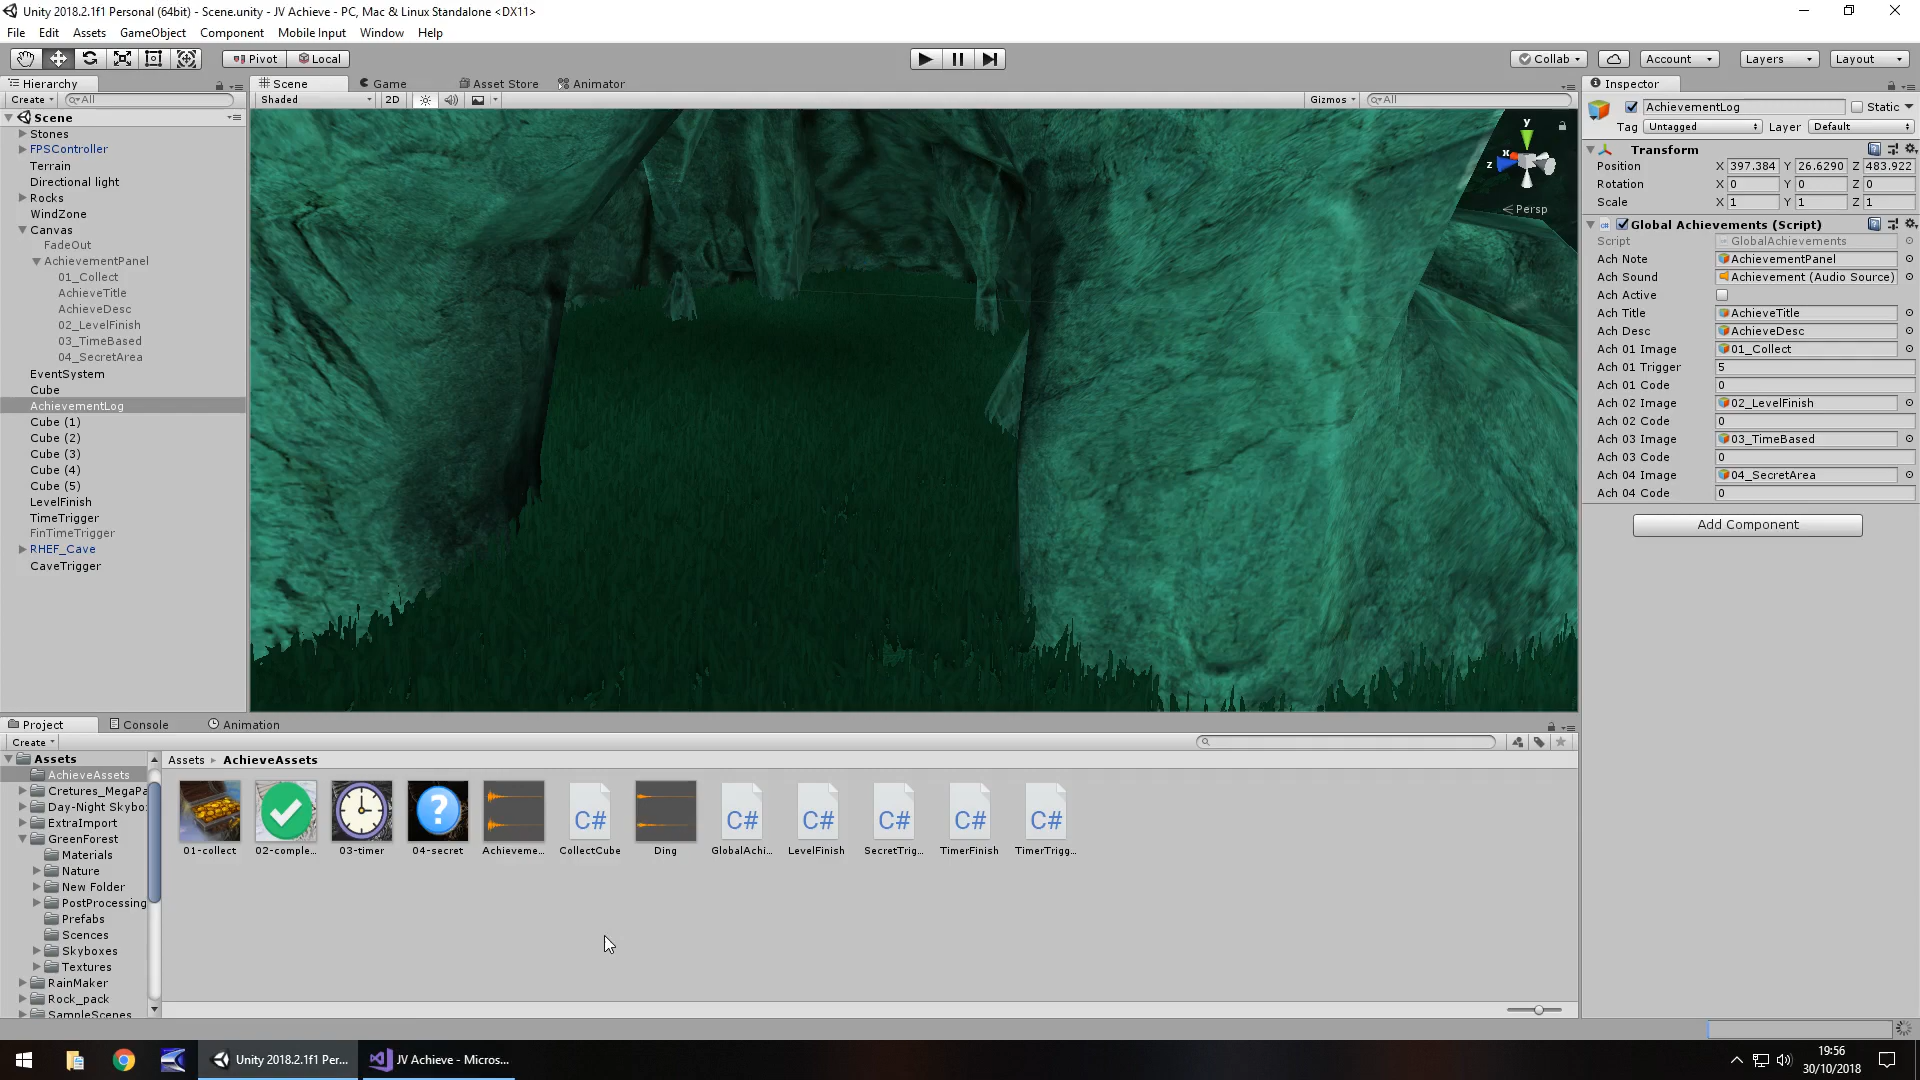 Unity 2018.2.1f1 Personal (64bit) - Scene.unity - JV Achieve - PC, Mac & Linux Standalone <DX11>
File Edit Assets GameObject Component Mobile Input Window Help
Pivot Local Collab Account Layers Layout
Hierarchy
Create All
Scene
Stones
FPSController
Terrain
Directional light
Rocks
WindZone
Canvas
FadeOut
AchievementPanel
01_Collect
AchieveTitle
AchieveDesc
02_LevelFinish
03_TimeBased
04_SecretArea
EventSystem
Cube
AchievementLog
Cube (1)
Cube (2)
Cube (3)
Cube (4)
Cube (5)
LevelFinish
TimeTrigger
FinTimeTrigger
RHEF_Cave
CaveTrigger
Scene Game Asset Store Animator
Shaded 2D Gizmos All
y
x
z
Persp
Inspector
AchievementLog Static
Tag Untagged Layer Default
Transform
Position X 397.384 Y 26.6290 Z 483.922
Rotation X 0 Y 0 Z 0
Scale X 1 Y 1 Z 1
C# Global Achievements (Script)
Script GlobalAchievements
Ach Note AchievementPanel
Ach Sound Achievement (Audio Source)
Ach Active
Ach Title AchieveTitle
Ach Desc AchieveDesc
Ach 01 Image 01_Collect
Ach 01 Trigger 5
Ach 01 Code 0
Ach 02 Image 02_LevelFinish
Ach 02 Code 0
Ach 03 Image 03_TimeBased
Ach 03 Code 0
Ach 04 Image 04_SecretArea
Ach 04 Code 0
Add Component
Project Console Animation
Create
Assets
AchieveAssets
Cretures_MegaPa
Day-Night Skybo
ExtraImport
GreenForest
Materials
Nature
New Folder
PostProcessing
Prefabs
Scences
Skyboxes
Textures
RainMaker
Rock_pack
SampleScenes
Assets AchieveAssets
? C# C# C# C# C# C#
01-collect 02-comple... 03-timer 04-secret Achieveme... CollectCube Ding GlobalAchi... LevelFinish SecretTrig... TimerFinish TimerTrigg...
Unity 2018.2.1f1 Per... JV Achieve - Micros...
19:56
30/10/2018